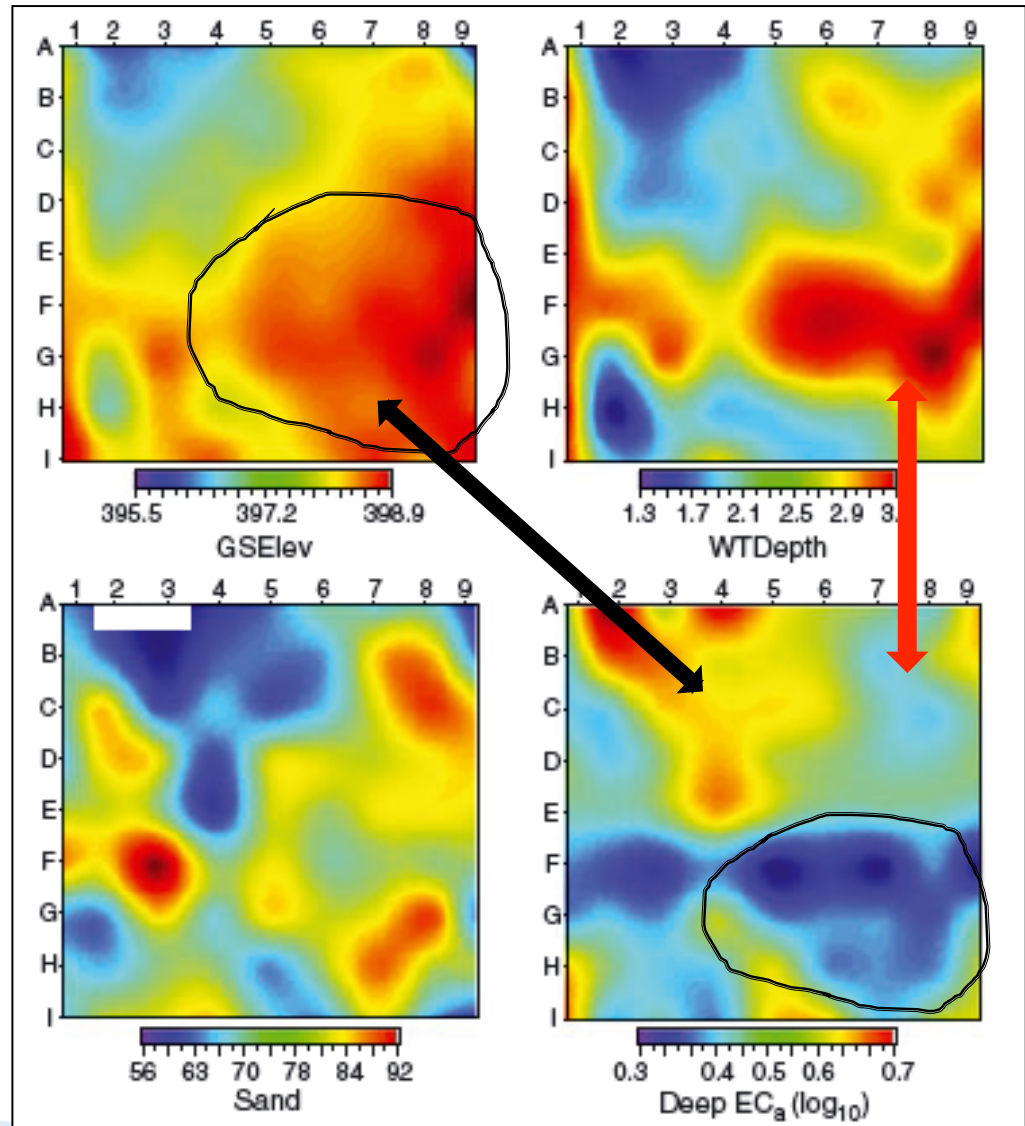 1 2 3 4 5 6 7 8 9
A
B
C
D
E
F
G
H
I
395.5 397.2 398.9
GSElev
1 2 3 4 5 6 7 8 9
A
B
C
D
E
F
G
H
I
1.3 1.7 2.1 2.5 2.9 3.
WTDepth
1 2 3 4 5 6 7 8 9
A
B
C
D
E
F
G
H
I
56 63 70 78 84 92
Sand
1 2 3 4 5 6 7 8 9
A
B
C
D
E
F
G
H
I
0.3 0.4 0.5 0.6 0.7
Deep ECa (log10)